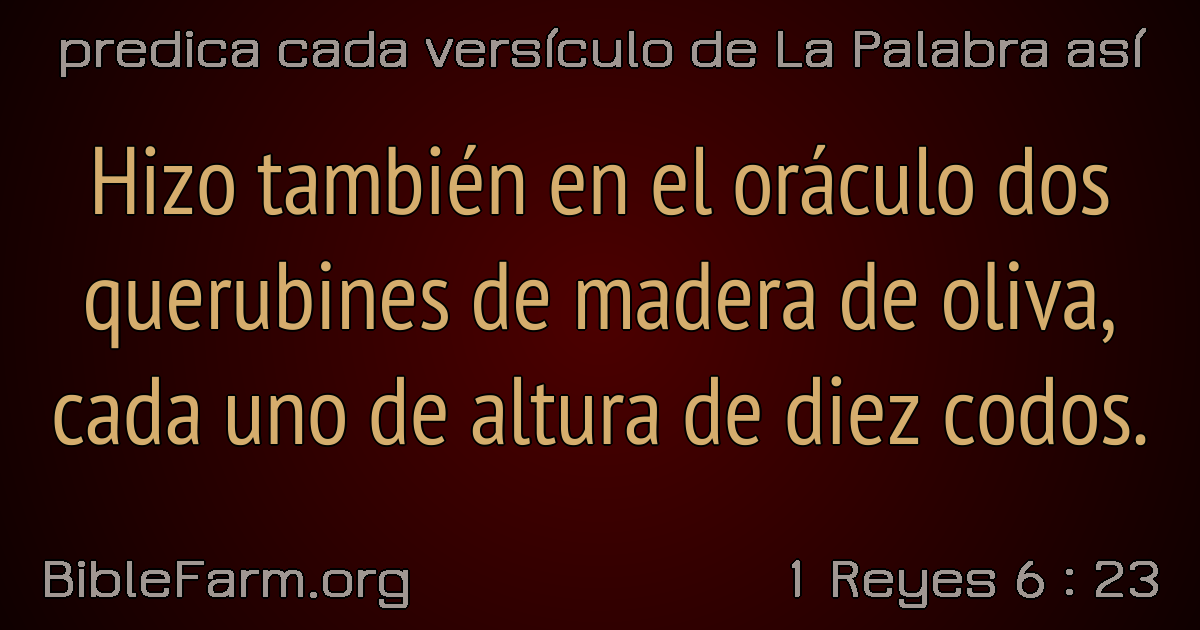 predica cada versículo de La Palabra así
Hizo también en el oráculo dos
querubines de madera de oliva,
cada uno de altura de diez codos.
BibleFarm.org
1 Reyes 6 : 23